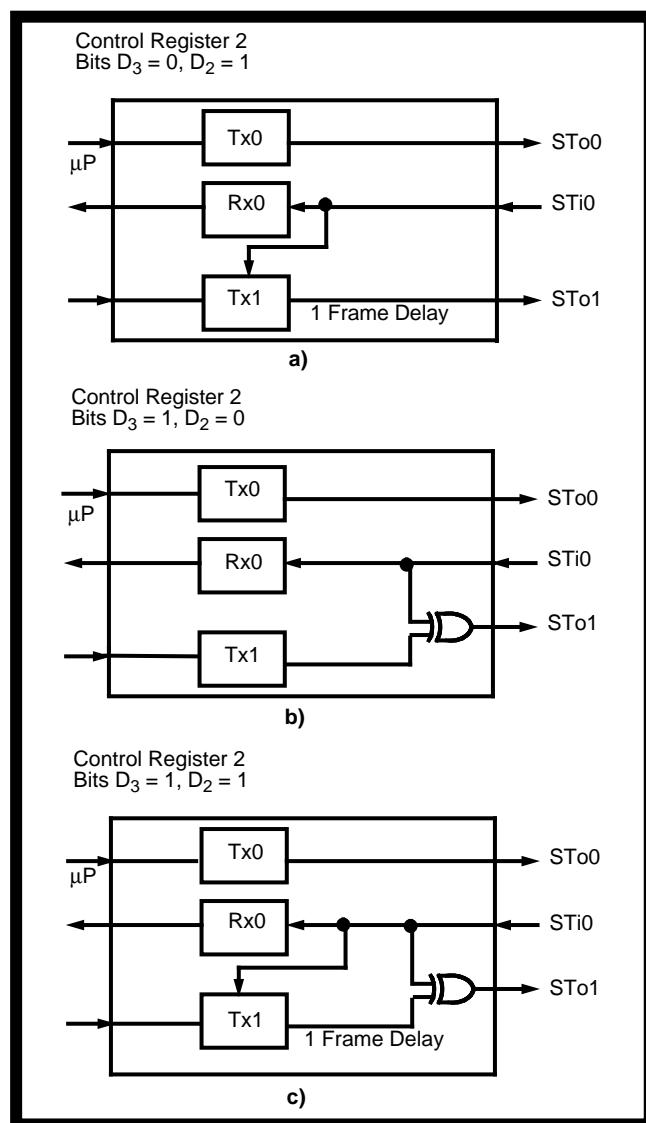 Control Register 2
Bits D3 = 0, D2 = 1
Tx0
STo0
μP
Rx0
STi0
Tx1
1 Frame Delay
STo1
a)
Control Register 2
Bits D3 = 1, D2 = 0
Tx0
STo0
μP
Rx0
STi0
STo1
Tx1
b)
Control Register 2
Bits D3 = 1, D2 = 1
Tx0
STo0
μP
Rx0
STi0
STo1
Tx1
1 Frame Delay
c)